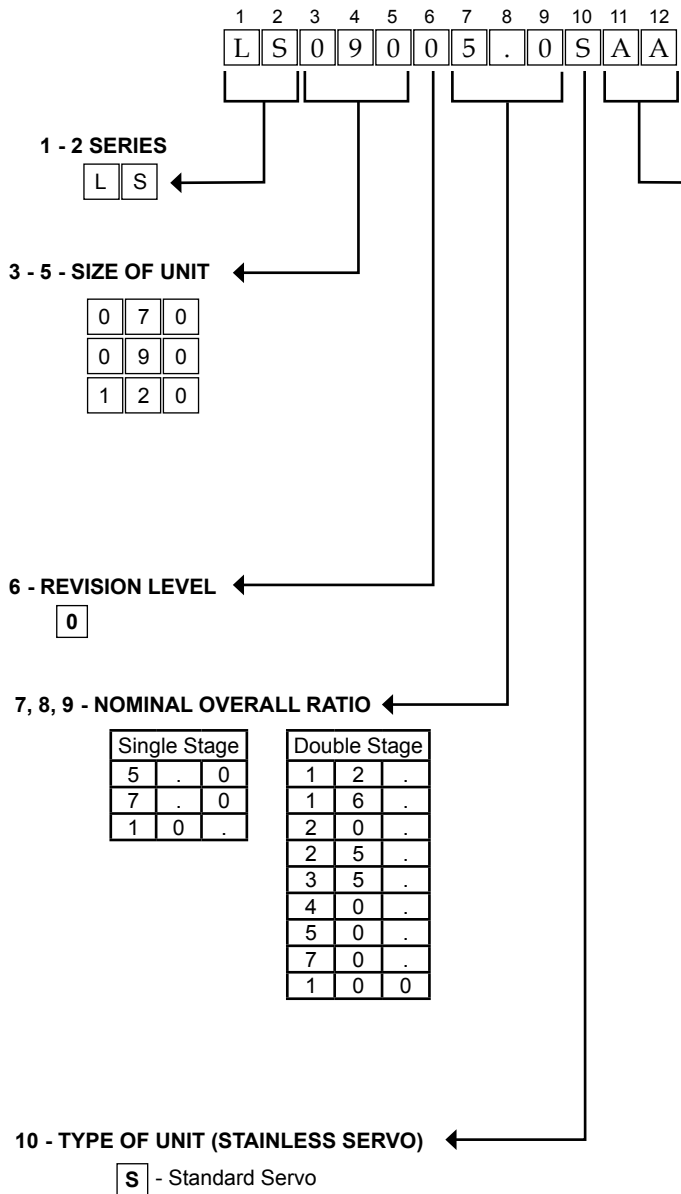 1 2 3 4 5 6 7 8 9 10 11 12
L S 0 9 0 0 5 . 0 S A A
1 - 2 SERIES
L S
3 - 5 - SIZE OF UNIT
0 7 0
0 9 0
1 2 0
6 - REVISION LEVEL
0
7, 8, 9 - NOMINAL OVERALL RATIO
Single Stage
5 . 0
7 . 0
1 0 .
Double Stage
1 2 .
1 6 .
2 0 .
2 5 .
3 5 .
4 0 .
5 0 .
7 0 .
1 0 0
10 - TYPE OF UNIT (STAINLESS SERVO)
S - Standard Servo